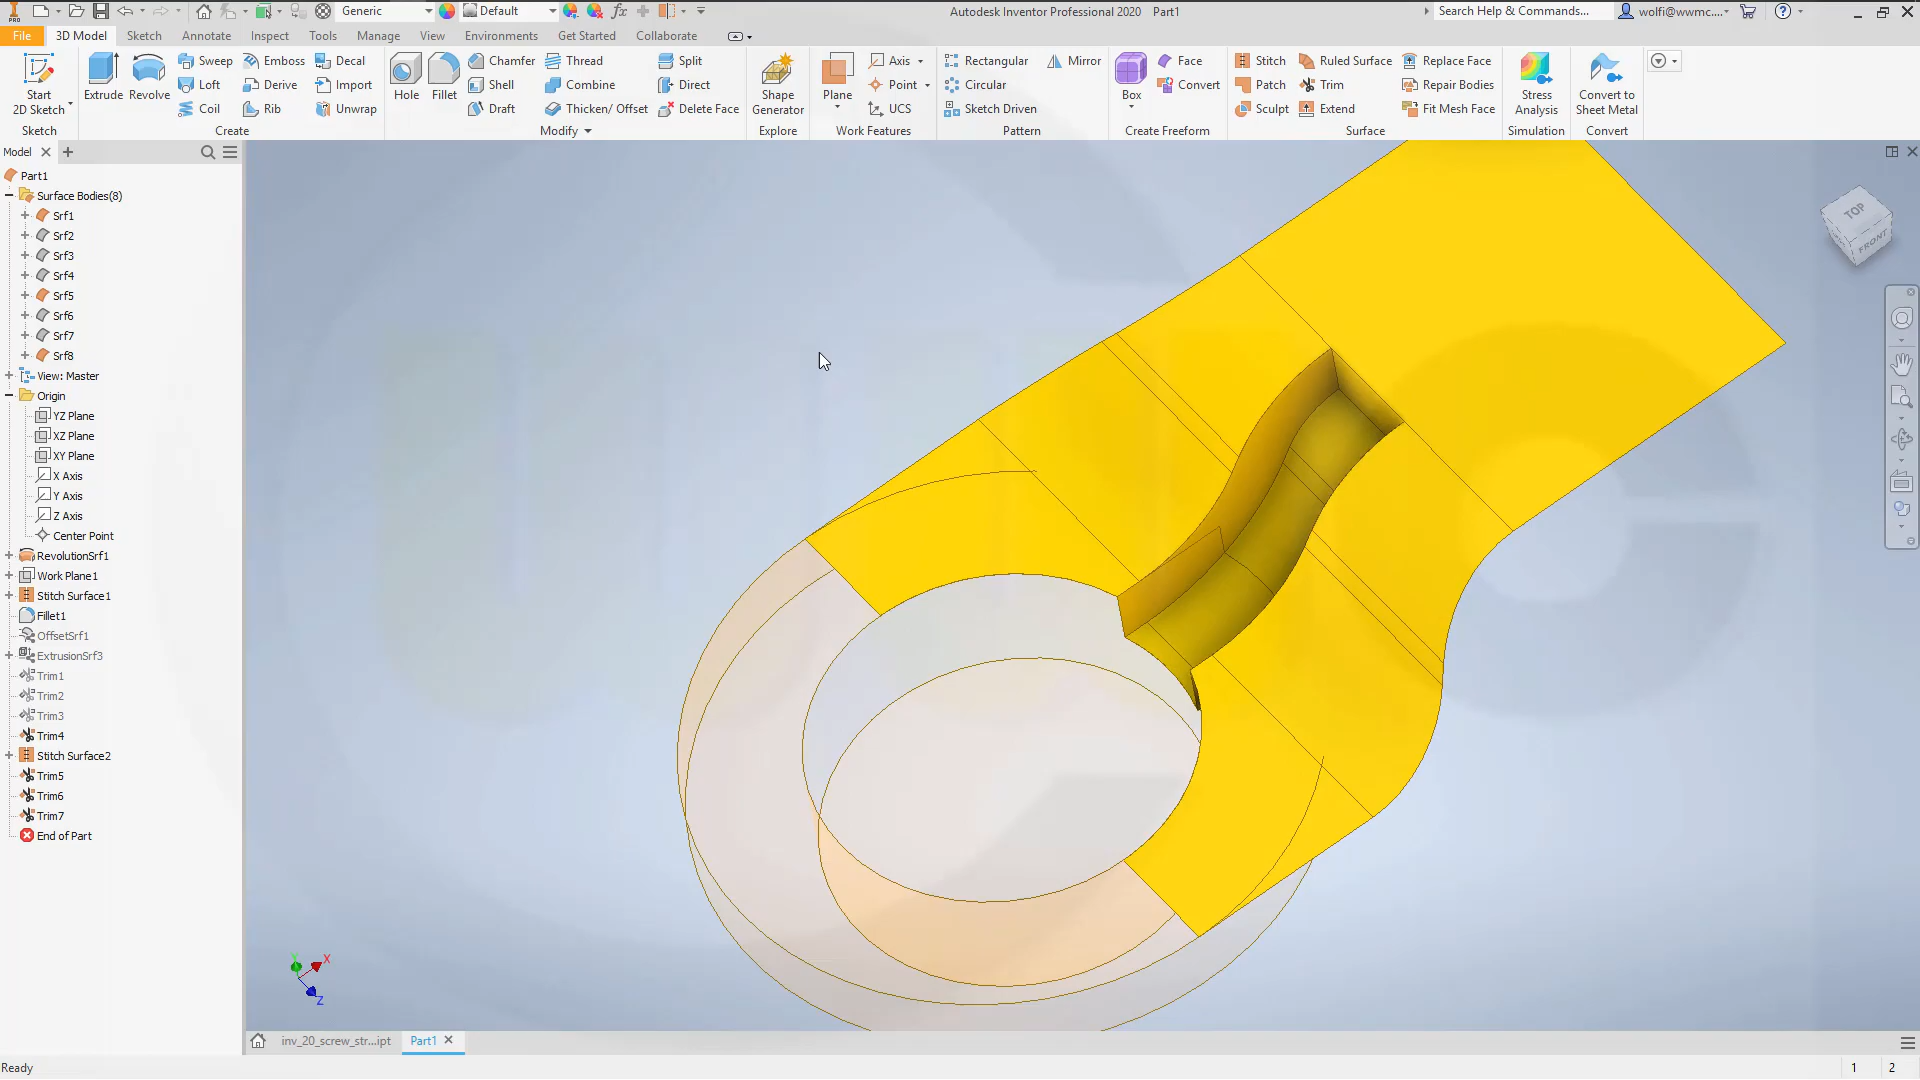 Generic
Default
Autodesk Inventor Professional 2020 Part1
Search Help & Commands...
wolfi@wwmc....
PRO
File
3D Model
Sketch
Annotate
Inspect
Tools
Manage
View
Environments
Get Started
Collaborate
Start
2D Sketch
Sketch
Extrude
Revolve
Sweep
Loft
Coil
Emboss
Derive
Rib
Decal
Import
Unwrap
Create
Hole
Fillet
Chamfer
Shell
Draft
Thread
Combine
Thicken/ Offset
Split
Direct
Delete Face
Modify
Shape
Generator
Explore
Plane
Axis
Point
UCS
Work Features
Rectangular
Circular
Sketch Driven
Mirror
Pattern
Box
Face
Convert
Create Freeform
Stitch
Patch
Sculpt
Ruled Surface
Trim
Extend
Replace Face
Repair Bodies
Fit Mesh Face
Surface
Stress
Analysis
Simulation
Convert to
Sheet Metal
Convert
Model
Part1
Surface Bodies(8)
Srf1
Srf2
Srf3
Srf4
Srf5
Srf6
Srf7
Srf8
View: Master
Origin
YZ Plane
XZ Plane
XY Plane
X Axis
Y Axis
Z Axis
Center Point
RevolutionSrf1
Work Plane1
Stitch Surface1
Fillet1
OffsetSrf1
ExtrusionSrf3
Trim1
Trim2
Trim3
Trim4
Stitch Surface2
Trim5
Trim6
Trim7
End of Part
TOP
FRONT
X
Z
inv_20_screw_str...ipt
Part1
Ready
1
2